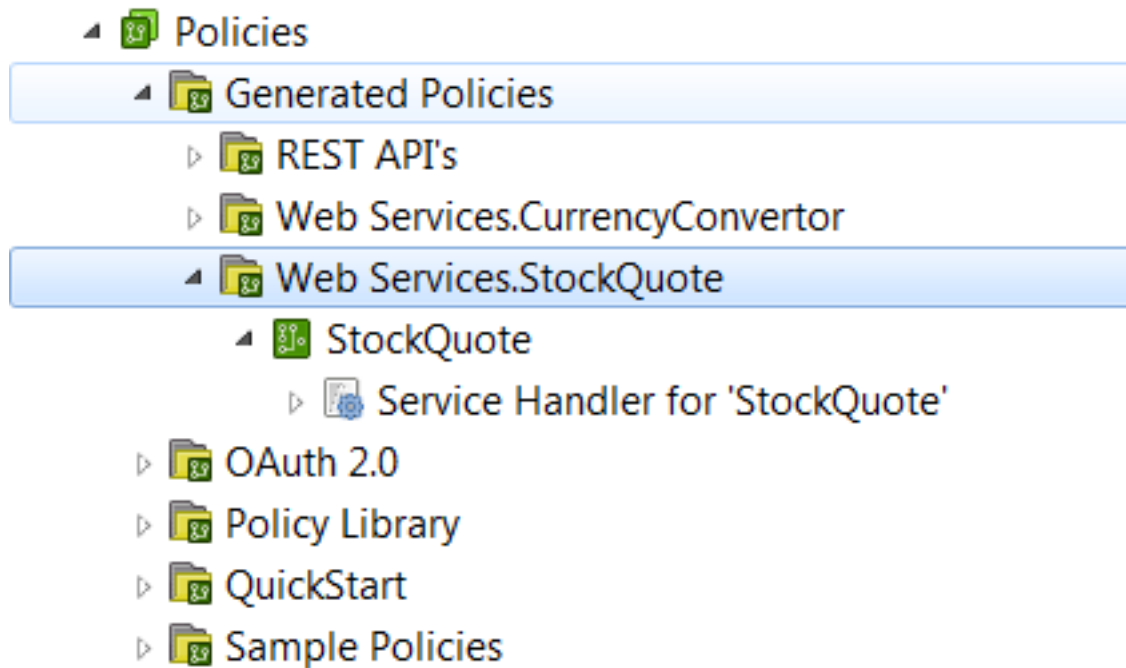 Policies
Generated Policies
REST API's
Web Services.CurrencyConvertor
Web Services.StockQuote
StockQuote
Service Handler for 'StockQuote'
OAuth 2.0
Policy Library
QuickStart
Sample Policies